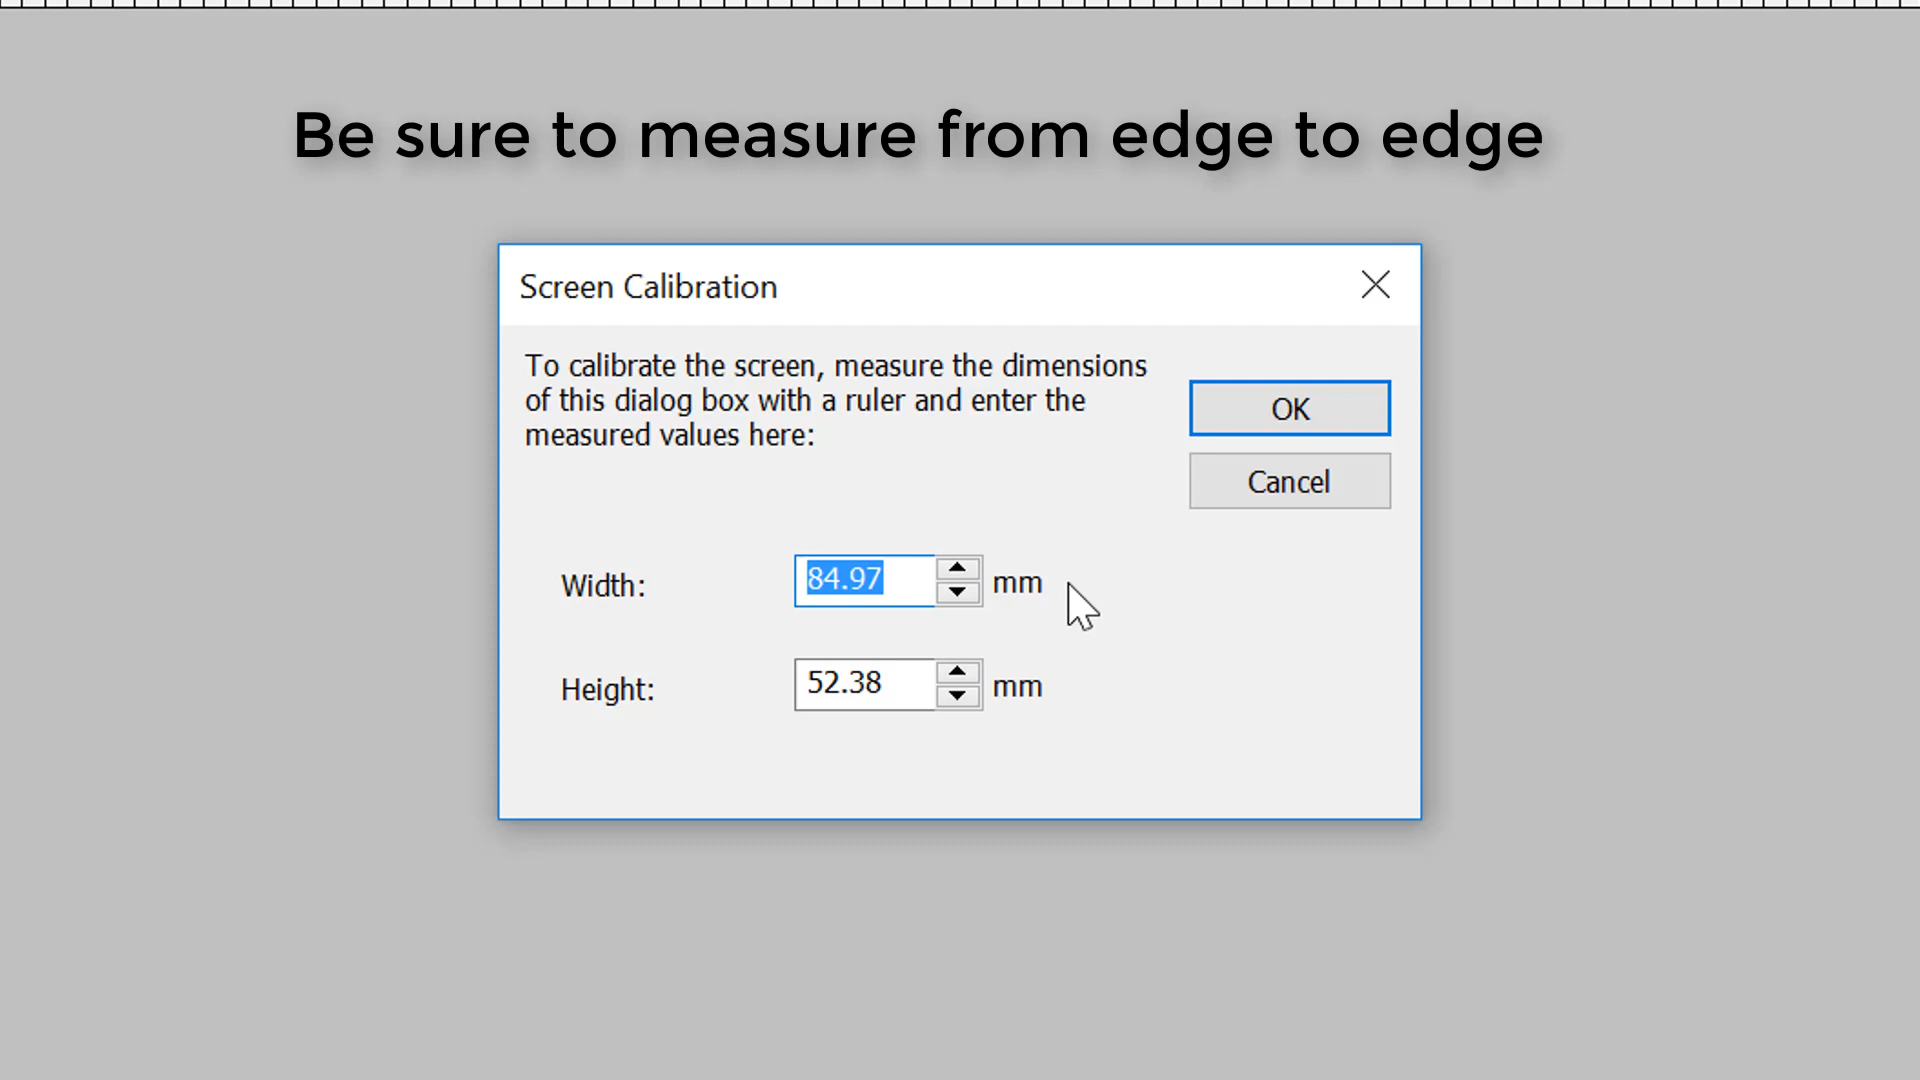 Be sure to measure from edge to edge
Screen Calibration
To calibrate the screen, measure the dimensions
of this dialog box with a ruler and enter the
measured values here:
OK
Cancel
Width: 84.97 mm
Height: 52.38 mm